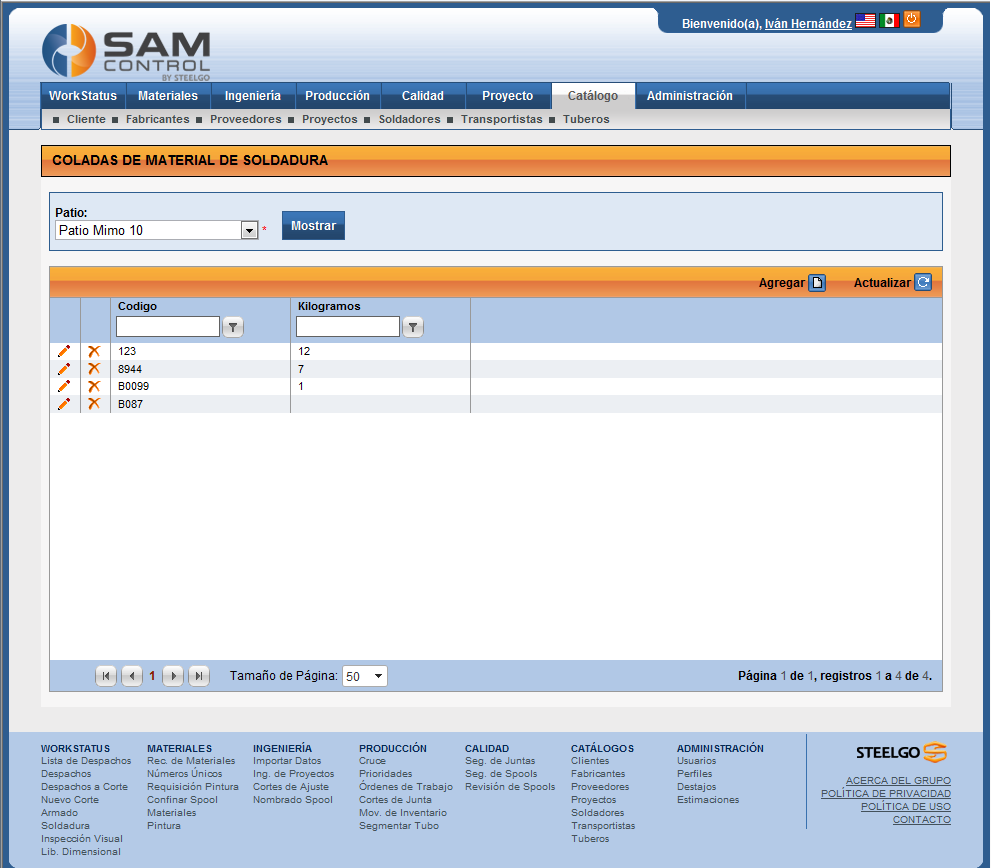 Bienvenido(a), Iván Hernández
SAM
CONTROL
BY STEELGO
WorkStatus Materiales Ingeniería Producción Calidad Proyecto Catálogo Administración
Cliente Fabricantes Proveedores Proyectos Soldadores Transportistas Tuberos
COLADAS DE MATERIAL DE SOLDADURA
Patio:
Patio Mimo 10 * Mostrar
Agregar Actualizar
Codigo Kilogramos
123 12
8944 7
B0099 1
B087
1 Tamaño de Página: 50 Página 1 de 1, registros 1 a 4 de 4.
WORKSTATUS
Lista de Despachos
Despachos
Despachos a Corte
Nuevo Corte
Armado
Soldadura
Inspección Visual
Lib. Dimensional
MATERIALES
Rec. de Materiales
Números Únicos
Requisición Pintura
Confinar Spool
Materiales
Pintura
INGENIERÍA
Importar Datos
Ing. de Proyectos
Cortes de Ajuste
Nombrado Spool
PRODUCCIÓN
Cruce
Prioridades
Órdenes de Trabajo
Cortes de Junta
Mov. de Inventario
Segmentar Tubo
CALIDAD
Seg. de Juntas
Seg. de Spools
Revisión de Spools
CATÁLOGOS
Clientes
Fabricantes
Proveedores
Proyectos
Soldadores
Transportistas
Tuberos
ADMINISTRACIÓN
Usuarios
Perfiles
Destajos
Estimaciones
STEELGO
ACERCA DEL GRUPO
POLÍTICA DE PRIVACIDAD
POLÍTICA DE USO
CONTACTO